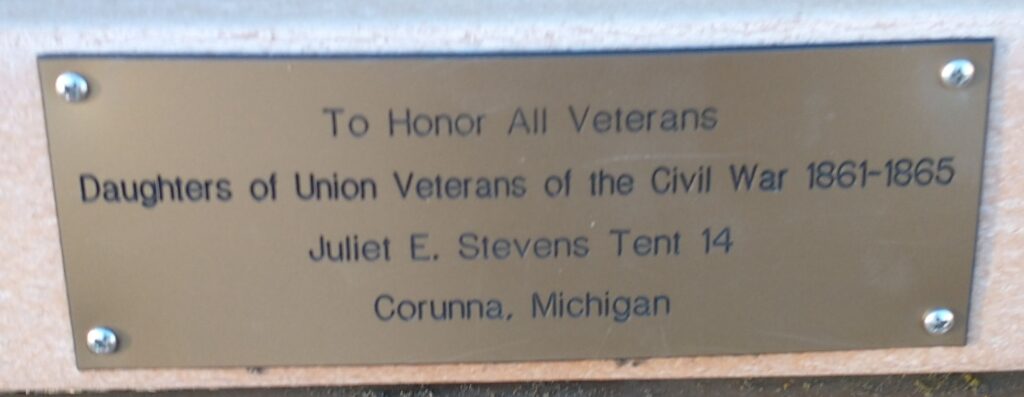 To Honor All Veterans
Daughters of Union Veterans of the Civil War 1861-1865
Juliet E. Stevens Tent 14
Corunna, Michigan